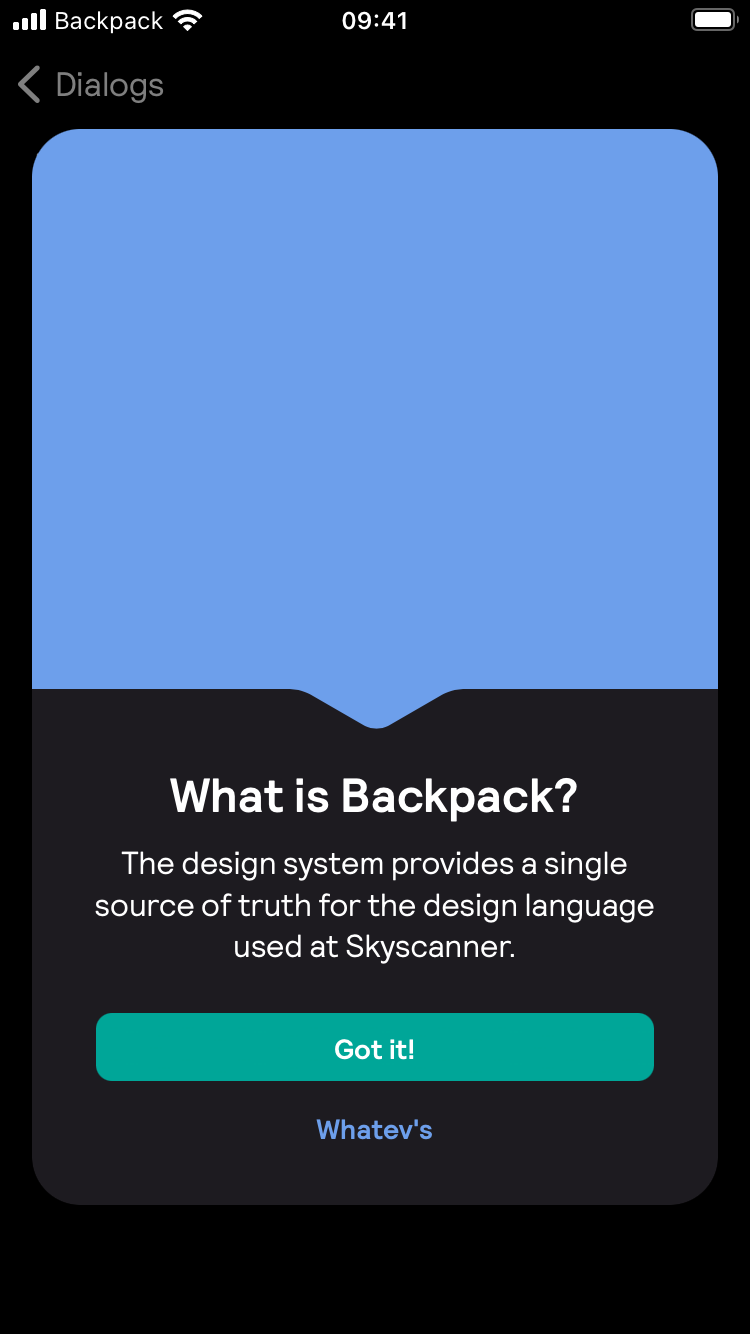 Backpack 09:41
Dialogs
What is Backpack?
The design system provides a single
source of truth for the design language
used at Skyscanner.
Got it!
Whatev's